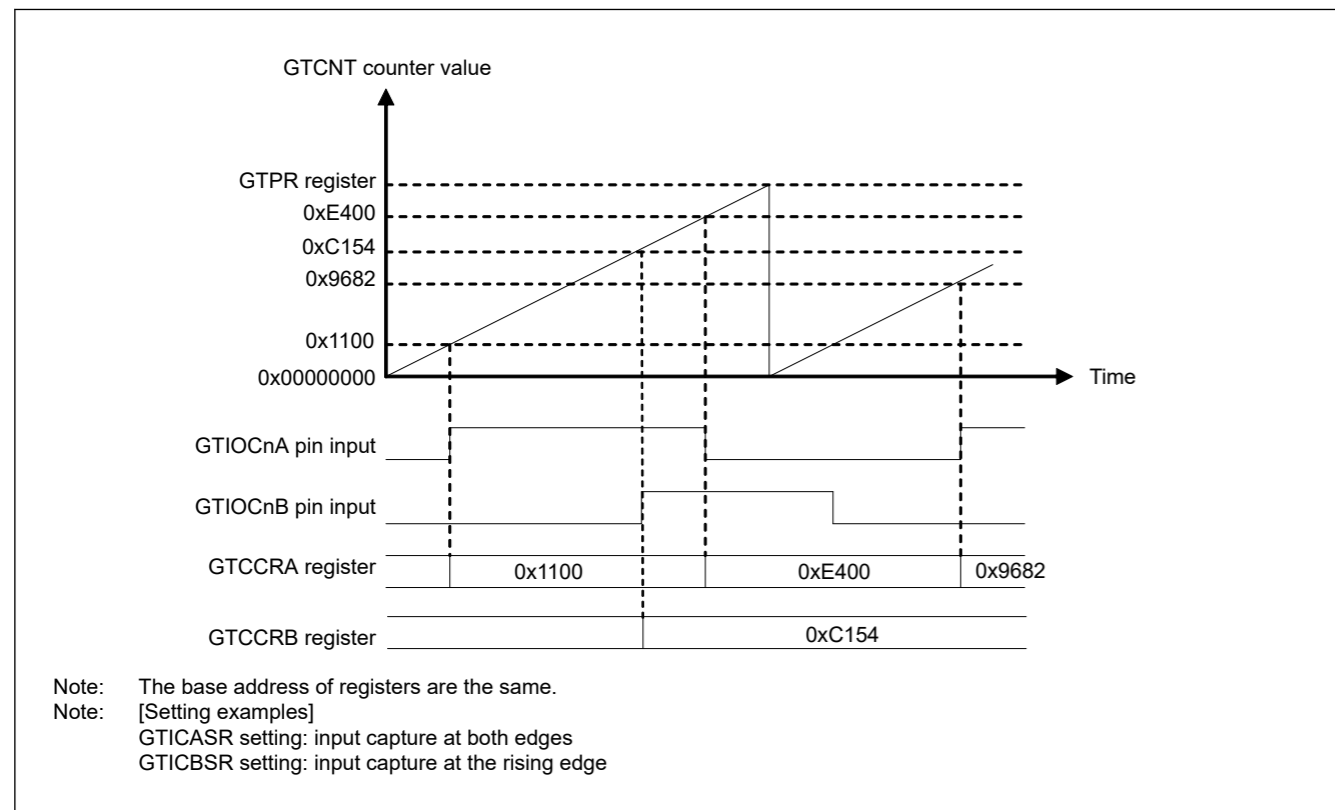 GTCNT counter value
GTPR register
0xE400
0xC154
0x9682
0x1100
0x00000000
Time
GTIOCnA pin input
GTIOCnB pin input
GTCCRA register
0x1100
0xE400
0x9682
GTCCRB register
0xC154
Note: The base address of registers are the same.
Note: [Setting examples]
GTICASR setting: input capture at both edges
GTICBSR setting: input capture at the rising edge